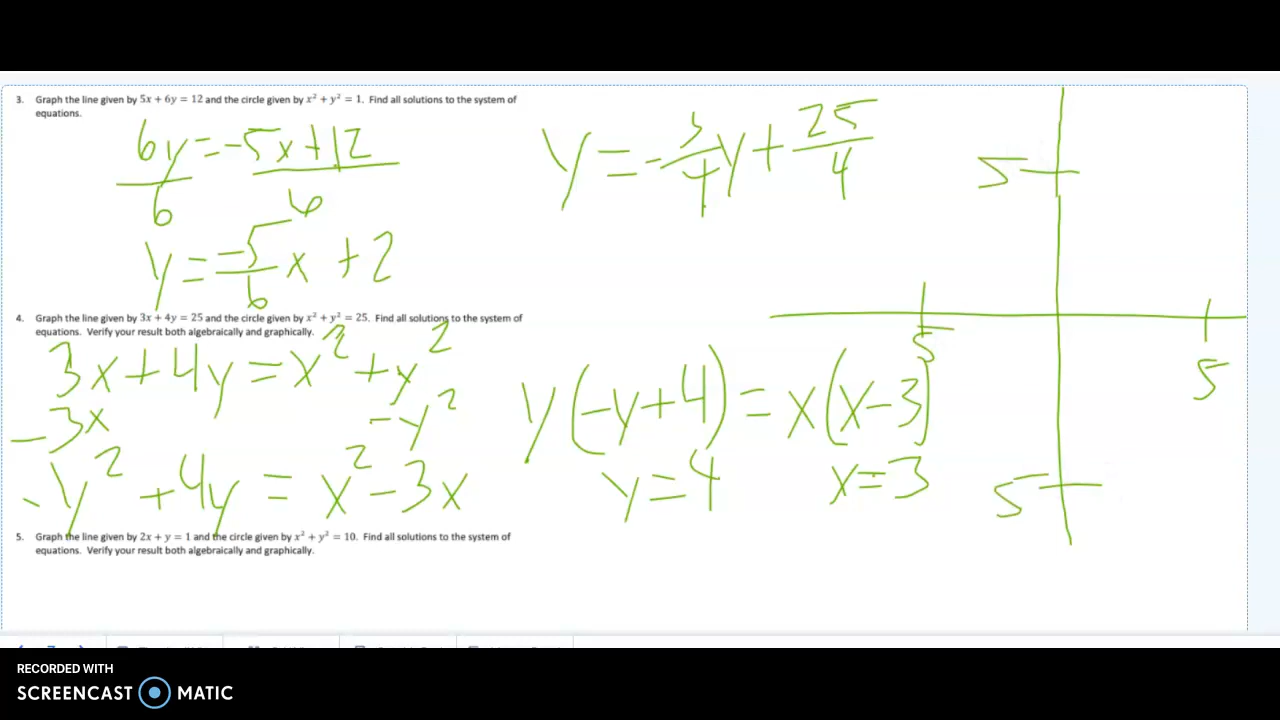 3. Graph the line given by 5x + 6y = 12 and the circle given by x² + y² = 1. Find all solutions to the system of
equations.
6y = -5x + 12
6 6
y = -5/6 x + 2
y = -3/4 y + 25/4
4. Graph the line given by 3x + 4y = 25 and the circle given by x² + y² = 25. Find all solutions to the system of
equations. Verify your result both algebraically and graphically.
3x + 4y = x² + y²
-3x -y²
-y² + 4y = x² - 3x
y(-y+4) = x(x-3)
y = 4 x = 3
5
5
5
5
5. Graph the line given by 2x + y = 1 and the circle given by x² + y² = 10. Find all solutions to the system of
equations. Verify your result both algebraically and graphically.
RECORDED WITH
SCREENCAST MATIC